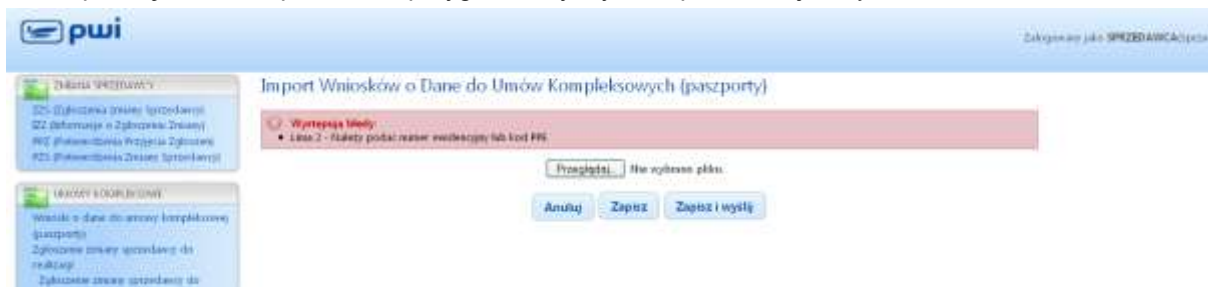 pwi
Zalogowany jako SPRZEDAWCA
ZMIANA SPRZEDAWCY
Import Wniosków o Dane do Umów Kompleksowych (paszporty)
ZZS (Zgłoszenia Zmiany Sprzedawcy)
IZZ (Informacje o Zgłoszeniu Zmiany)
PRZ (Potwierdzenia Przyjęcia Zgłoszeń)
PZS (Potwierdzenia Zmiany Sprzedawcy)
Występują błędy:
Linia 2 - Należy podać numer ewidencyjny lub kod PPE
Przeglądaj... Nie wybrano pliku.
Anuluj Zapisz Zapisz i wyślij
UMOWY KOMPLEKSOWE
Wnioski o dane do umowy kompleksowej
(paszporty)
Zgłoszenie zmiany sprzedawcy do
realizacji
Zgłoszenie zmiany sprzedawcy do